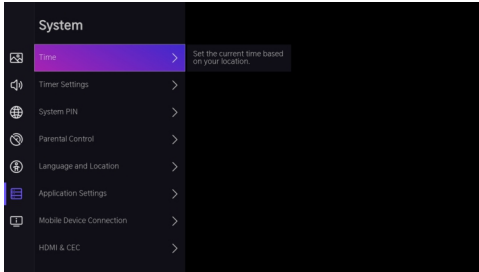 System
Time
Set the current time based
on your location.
Timer Settings
System PIN
Parental Control
Language and Location
Application Settings
Mobile Device Connection
HDMI & CEC